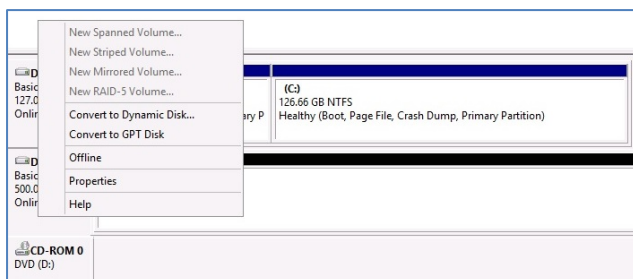 New Spanned Volume...
New Striped Volume...
New Mirrored Volume...
New RAID-5 Volume...
Convert to Dynamic Disk...
Convert to GPT Disk
Offline
Properties
Help
D
Basic
127.0
Onlin
ary P
(C:)
126.66 GB NTFS
Healthy (Boot, Page File, Crash Dump, Primary Partition)
D
Basic
500.0
Onlin
CD-ROM 0
DVD (D:)